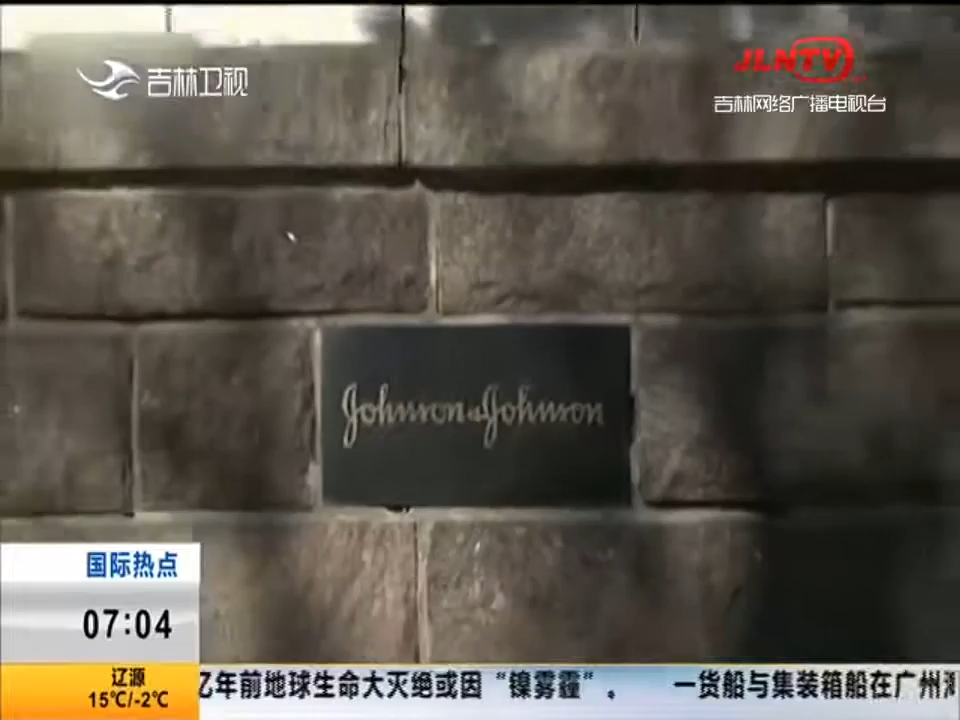 吉林卫视
JLNTV
吉林网络广播电视台
Johnson & Johnson
国际热点
07:04
辽源
15℃/-2℃
亿年前地球生命大灭绝或因“镍雾霾”。 一货船与集装箱船在广州